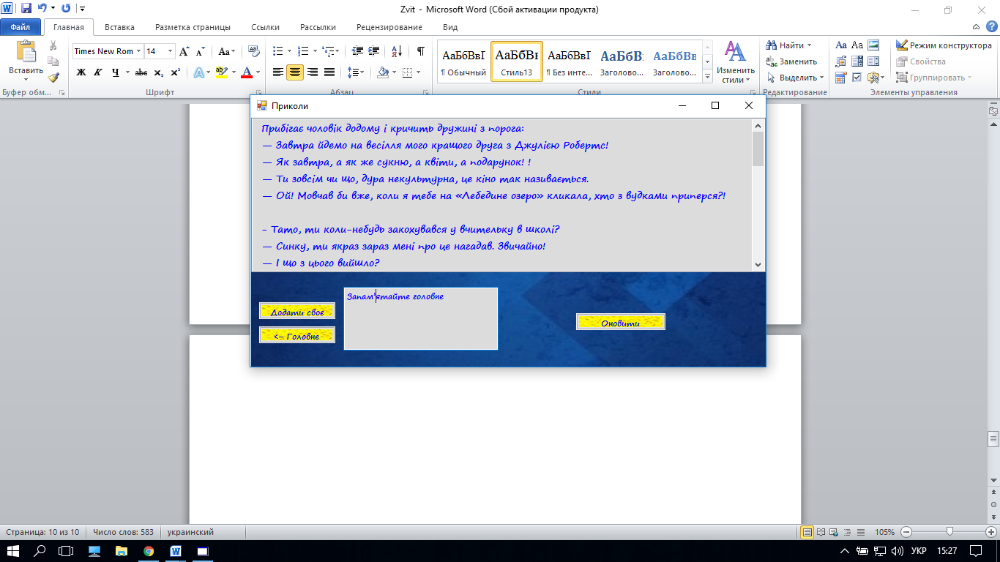 Zvit - Microsoft Word (Сбой активации продукта)
Файл Главная Вставка Разметка страницы Ссылки Рассылки Рецензирование Вид
Вставить
Буфер обм...
Times New Rom 14
Шрифт
Абзац
АаБбВвГ АаБбВв АаБбВвГ АаБбВ АаБбВв
¶ Обычный Стиль13 ¶ Без инте... Заголово... Заголово...
Изменить стили
Стили
Найти
Заменить
Выделить
Редактирование
Режим конструктора
Свойства
Группировать
Элементы управления
Приколи
Прибігає чоловік додому і кричить дружині з порога:
— Завтра йдемо на весілля мого кращого друга з Джулією Робертс!
— Як завтра, а як же сукню, а квіти, а подарунок! !
— Ти зовсім чи що, дура некультурна, це кіно так називається.
— Ой! Мовчав би вже, коли я тебе на «Лебедине озеро» кликала, хто з вудками приперся?!
- Тато, ти коли-небудь закохувався у вчительку в школі?
— Синку, ти якраз зараз мені про це нагадав. Звичайно!
— І що з цього вийшло?
Запам'ятайте головне
Додати своє
<- Головне
Оновити
Страница: 10 из 10 Число слов: 583 украинский 105%
УКР 15:27